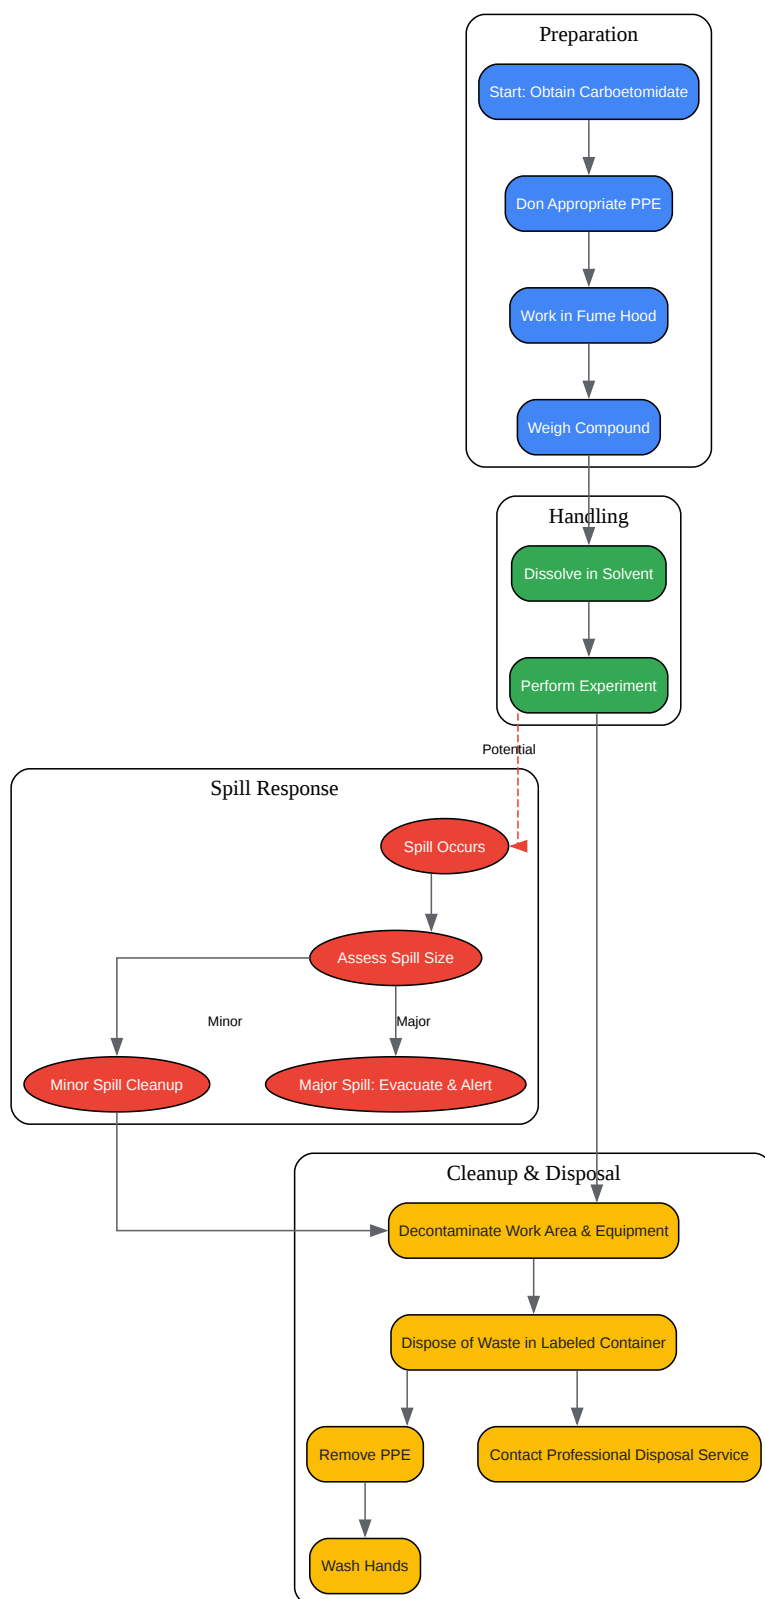 Preparation
Start: Obtain Carboetomidate
Don Appropriate PPE
Work in Fume Hood
Weigh Compound
Handling
Dissolve in Solvent
Perform Experiment
Potential
Spill Response
Spill Occurs
Assess Spill Size
Minor
Major
Minor Spill Cleanup
Major Spill: Evacuate & Alert
Cleanup & Disposal
Decontaminate Work Area & Equipment
Dispose of Waste in Labeled Container
Remove PPE
Contact Professional Disposal Service
Wash Hands